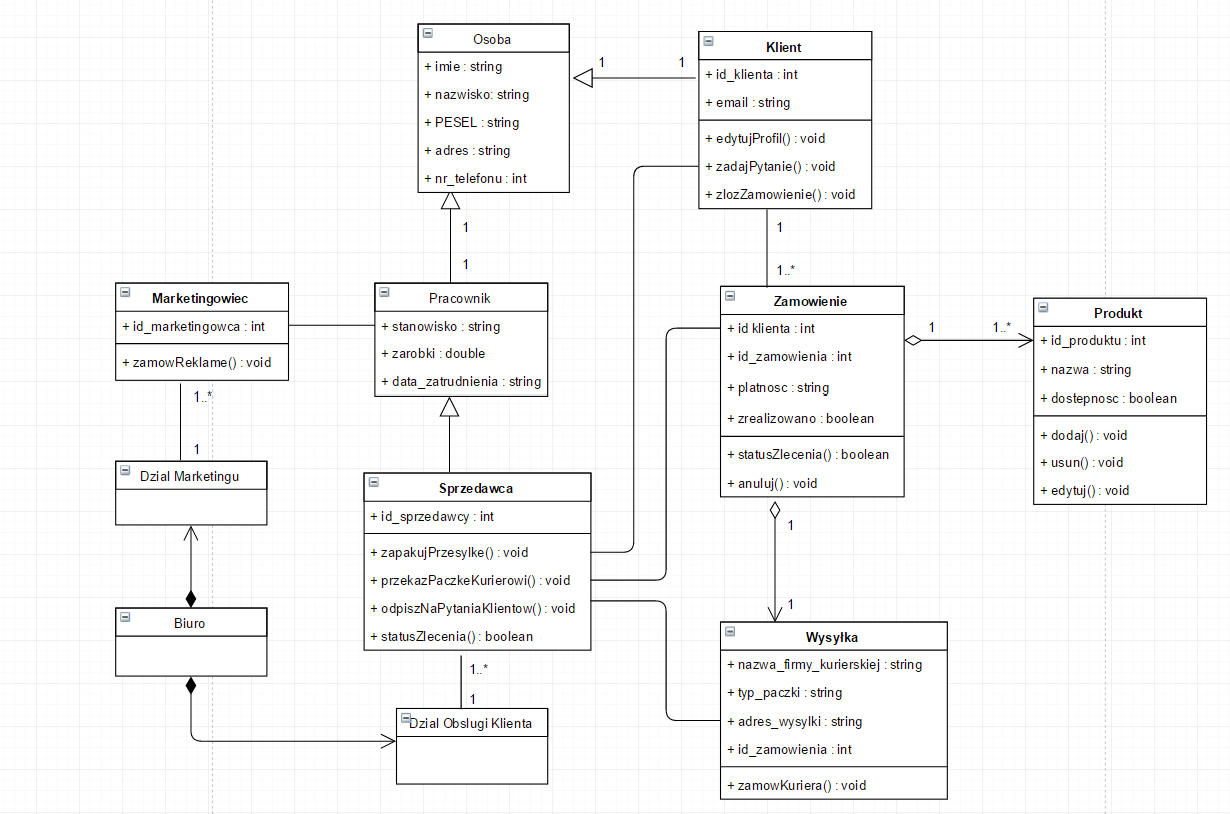 Osoba
+ imie : string
+ nazwisko: string
+ PESEL : string
+ adres : string
+ nr_telefonu : int
1
1
Klient
+ id_klienta : int
+ email : string
+ edytujProfil() : void
+ zadajPytanie() : void
+ zlozZamowienie() : void
1
1
1
1..*
Marketingowiec
+ id_marketingowca : int
+ zamowReklame() : void
1..*
1
Pracownik
+ stanowisko : string
+ zarobki : double
+ data_zatrudnienia : string
Zamowienie
+ id klienta : int
+ id_zamowienia : int
+ platnosc : string
+ zrealizowano : boolean
+ statusZlecenia() : boolean
+ anuluj() : void
1
1..*
Produkt
+ id_produktu : int
+ nazwa : string
+ dostepnosc : boolean
+ dodaj() : void
+ usun() : void
+ edytuj() : void
Dzial Marketingu
Sprzedawca
+ id_sprzedawcy : int
+ zapakujPrzesylke() : void
+ przekazPaczkeKurierowi() : void
+ odpiszNaPytaniaKlientow() : void
+ statusZlecenia() : boolean
1
1
Biuro
1..*
1
Dzial Obslugi Klienta
Wysyłka
+ nazwa_firmy_kurierskiej : string
+ typ_paczki : string
+ adres_wysylki : string
+ id_zamowienia : int
+ zamowKuriera() : void